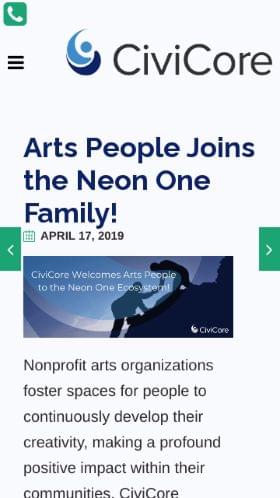 CiviCore
Arts People Joins
the Neon One
Family!
APRIL 17, 2019
CiviCore Welcomes Arts People
to the Neon One Ecosystem!
CiviCore
Nonprofit arts organizations
foster spaces for people to
continuously develop their
creativity, making a profound
positive impact within their
communities. CiviCore